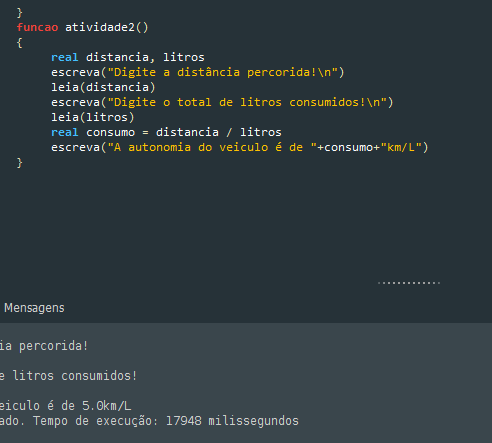 }
funcao atividade2()
{
real distancia, litros
escreva("Digite a distância percorrida!\n")
leia(distancia)
escreva("Digite o total de litros consumidos!\n")
leia(litros)
real consumo = distancia / litros
escreva("A autonomia do veiculo é de "+consumo+"km/L")
}
Mensagens
ia percorida!
e litros consumidos!
eiculo é de 5.0km/L
ado. Tempo de execução: 17948 milissegundos